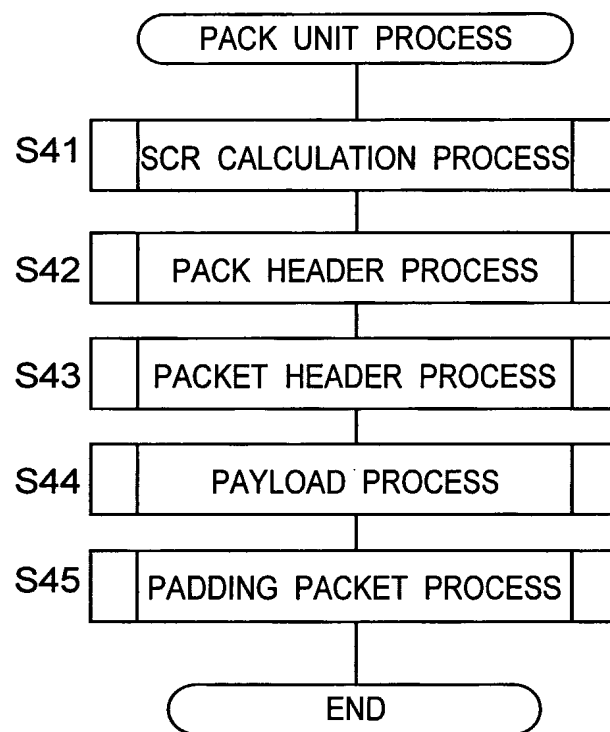 PACK UNIT PROCESS
S41 SCR CALCULATION PROCESS
S42 PACK HEADER PROCESS
S43 PACKET HEADER PROCESS
S44 PAYLOAD PROCESS
S45 PADDING PACKET PROCESS
END